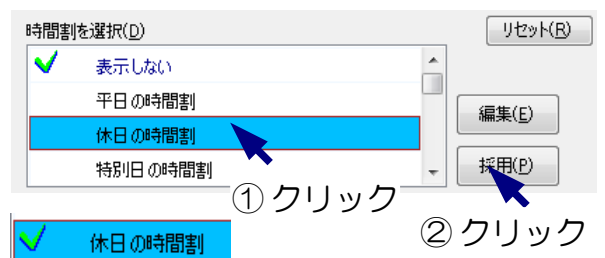 時間割を選択(D)
リセット(R)
表示しない
平日の時間割
休日の時間割
特別日の時間割
編集(E)
採用(P)
①クリック
②クリック
休日の時間割